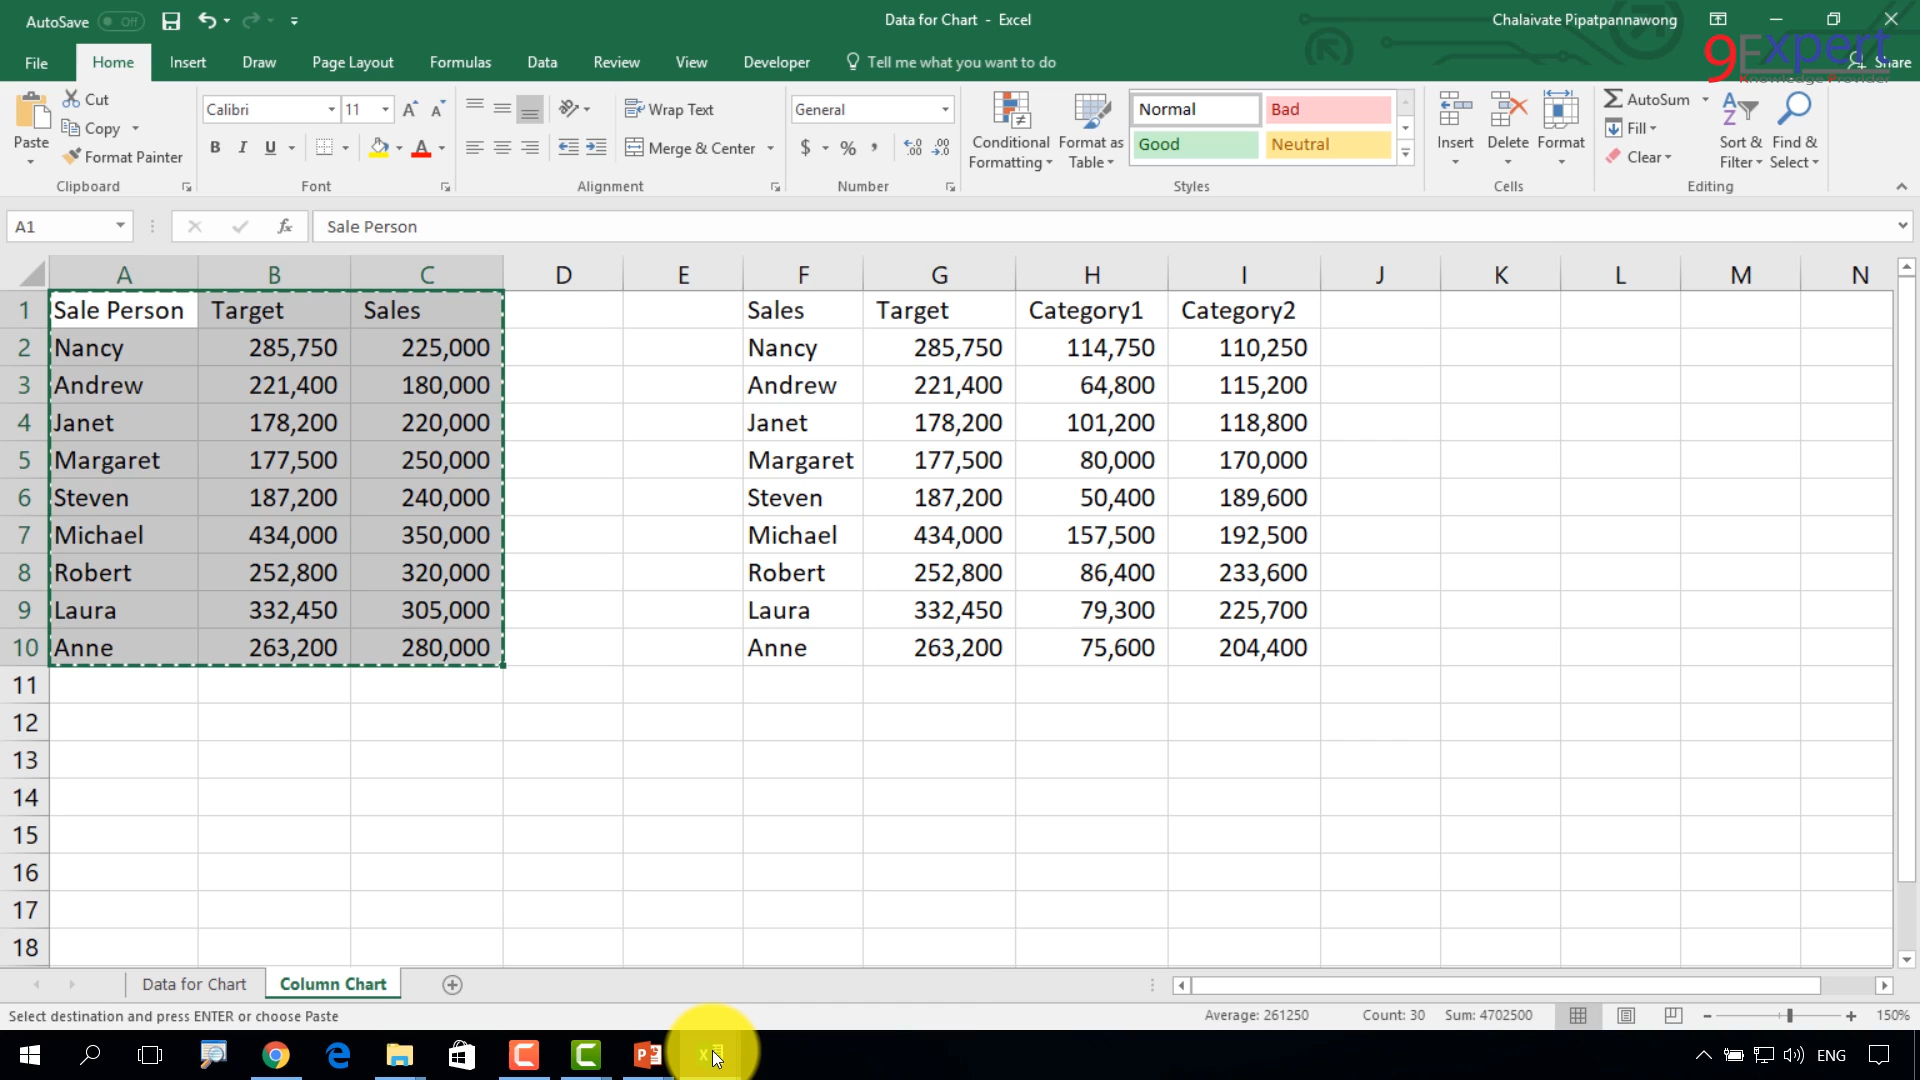 AutoSave Off
Data for Chart - Excel
Chalaivate Pipatpannawong
File Home Insert Draw Page Layout Formulas Data Review View Developer Tell me what you want to do
9Expert
Knowledge Provider
Share
Paste
Cut
Copy
Format Painter
Clipboard
Calibri 11
B I U
Font
Wrap Text
Merge & Center
Alignment
General
$ % ,
Number
Conditional Formatting
Format as Table
Normal Bad
Good Neutral
Styles
Insert Delete Format
Cells
AutoSum
Fill
Clear
Sort & Filter
Find & Select
Editing
A1 fx Sale Person
A B C D E F G H I J K L M N
1 Sale Person Target Sales Sales Target Category1 Category2
2 Nancy 285,750 225,000 Nancy 285,750 114,750 110,250
3 Andrew 221,400 180,000 Andrew 221,400 64,800 115,200
4 Janet 178,200 220,000 Janet 178,200 101,200 118,800
5 Margaret 177,500 250,000 Margaret 177,500 80,000 170,000
6 Steven 187,200 240,000 Steven 187,200 50,400 189,600
7 Michael 434,000 350,000 Michael 434,000 157,500 192,500
8 Robert 252,800 320,000 Robert 252,800 86,400 233,600
9 Laura 332,450 305,000 Laura 332,450 79,300 225,700
10 Anne 263,200 280,000 Anne 263,200 75,600 204,400
11
12
13
14
15
16
17
18
Data for Chart Column Chart
Select destination and press ENTER or choose Paste
Average: 261250 Count: 30 Sum: 4702500
150%
ENG